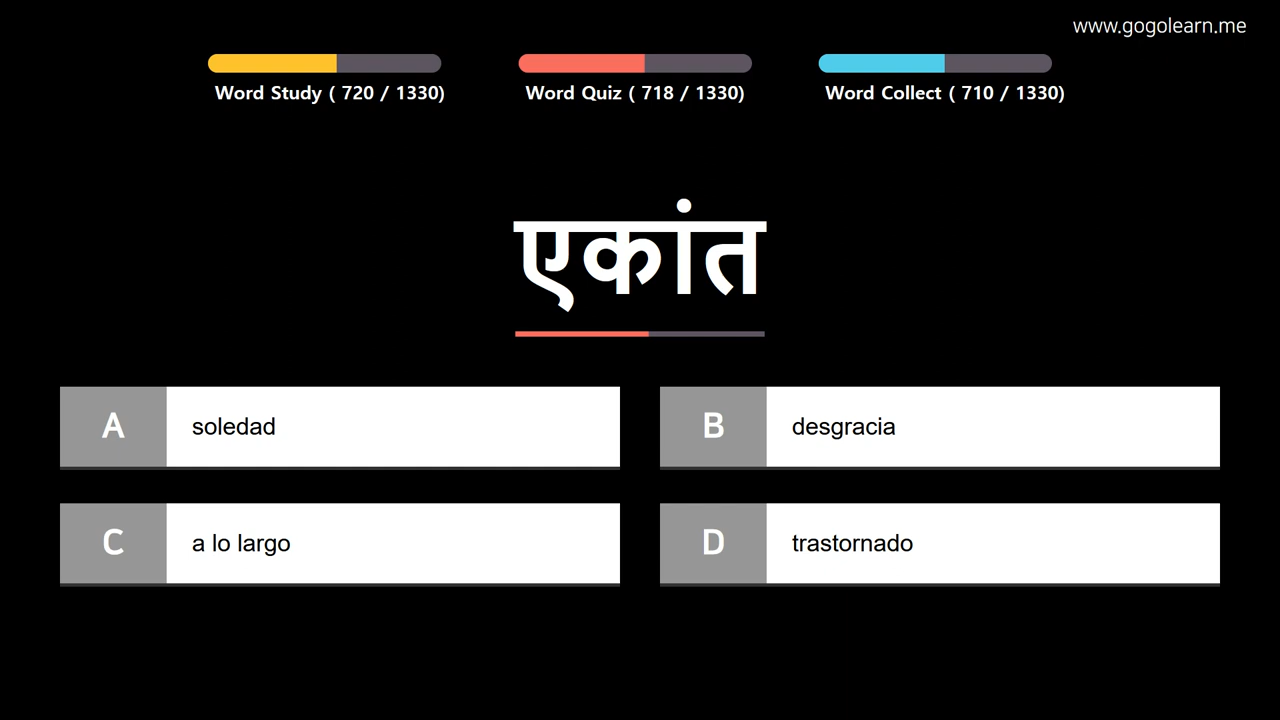 www.gogolearn.me
Word Study ( 720 / 1330)
Word Quiz ( 718 / 1330)
Word Collect ( 710 / 1330)
एकांत
A soledad
B desgracia
C a lo largo
D trastornado